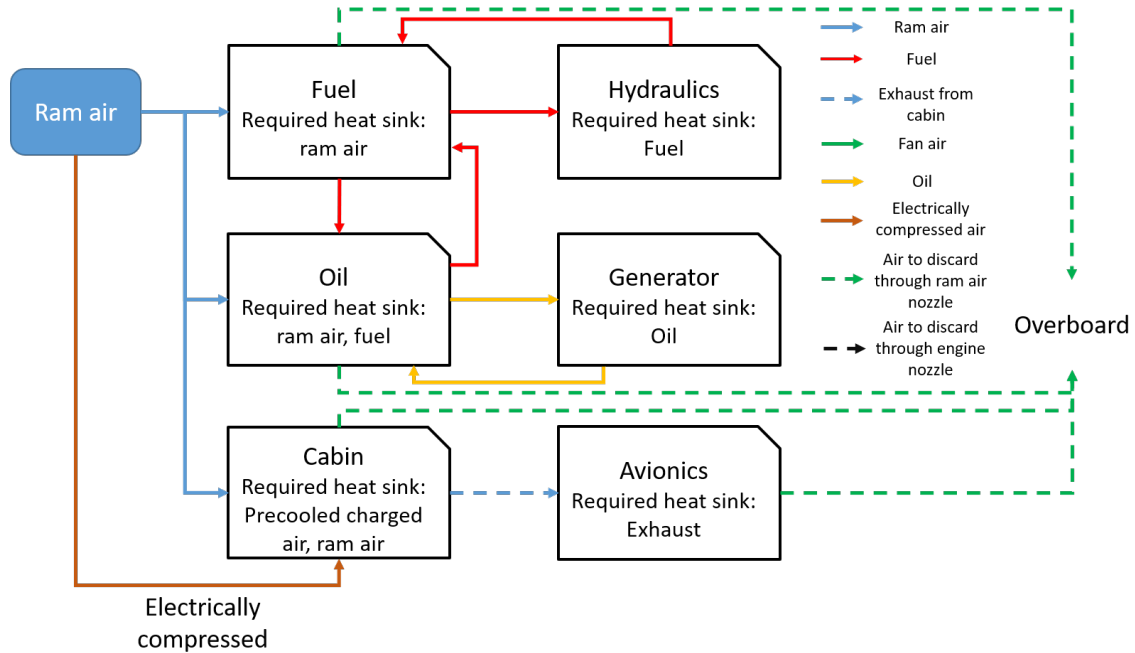 Ram air
Fuel
Required heat sink:
ram air
Hydraulics
Required heat sink:
Fuel
Oil
Required heat sink:
ram air, fuel
Generator
Required heat sink:
Oil
Cabin
Required heat sink:
Precooled charged
air, ram air
Avionics
Required heat sink:
Exhaust
Electrically
compressed
Ram air
Fuel
Exhaust from
cabin
Fan air
Oil
Electrically
compressed air
Air to discard
through ram air
nozzle
Air to discard
through engine
nozzle
Overboard